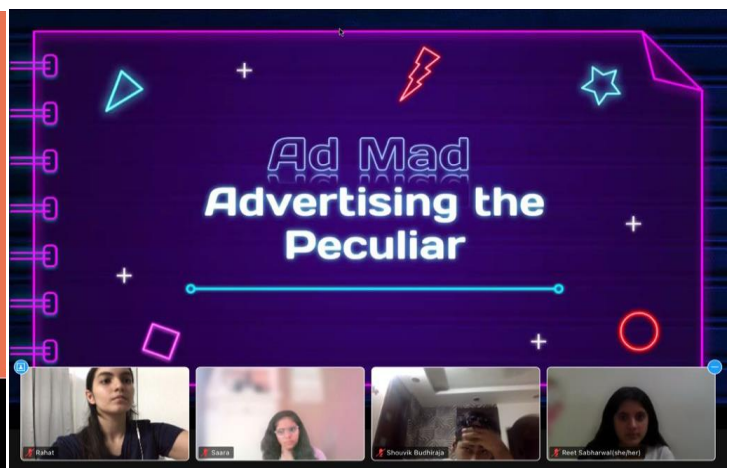 Ad Mad
Advertising the
Peculiar
Rahat
Saara
Shouvik Budhiraja
Reet Sabharwal(she/her)